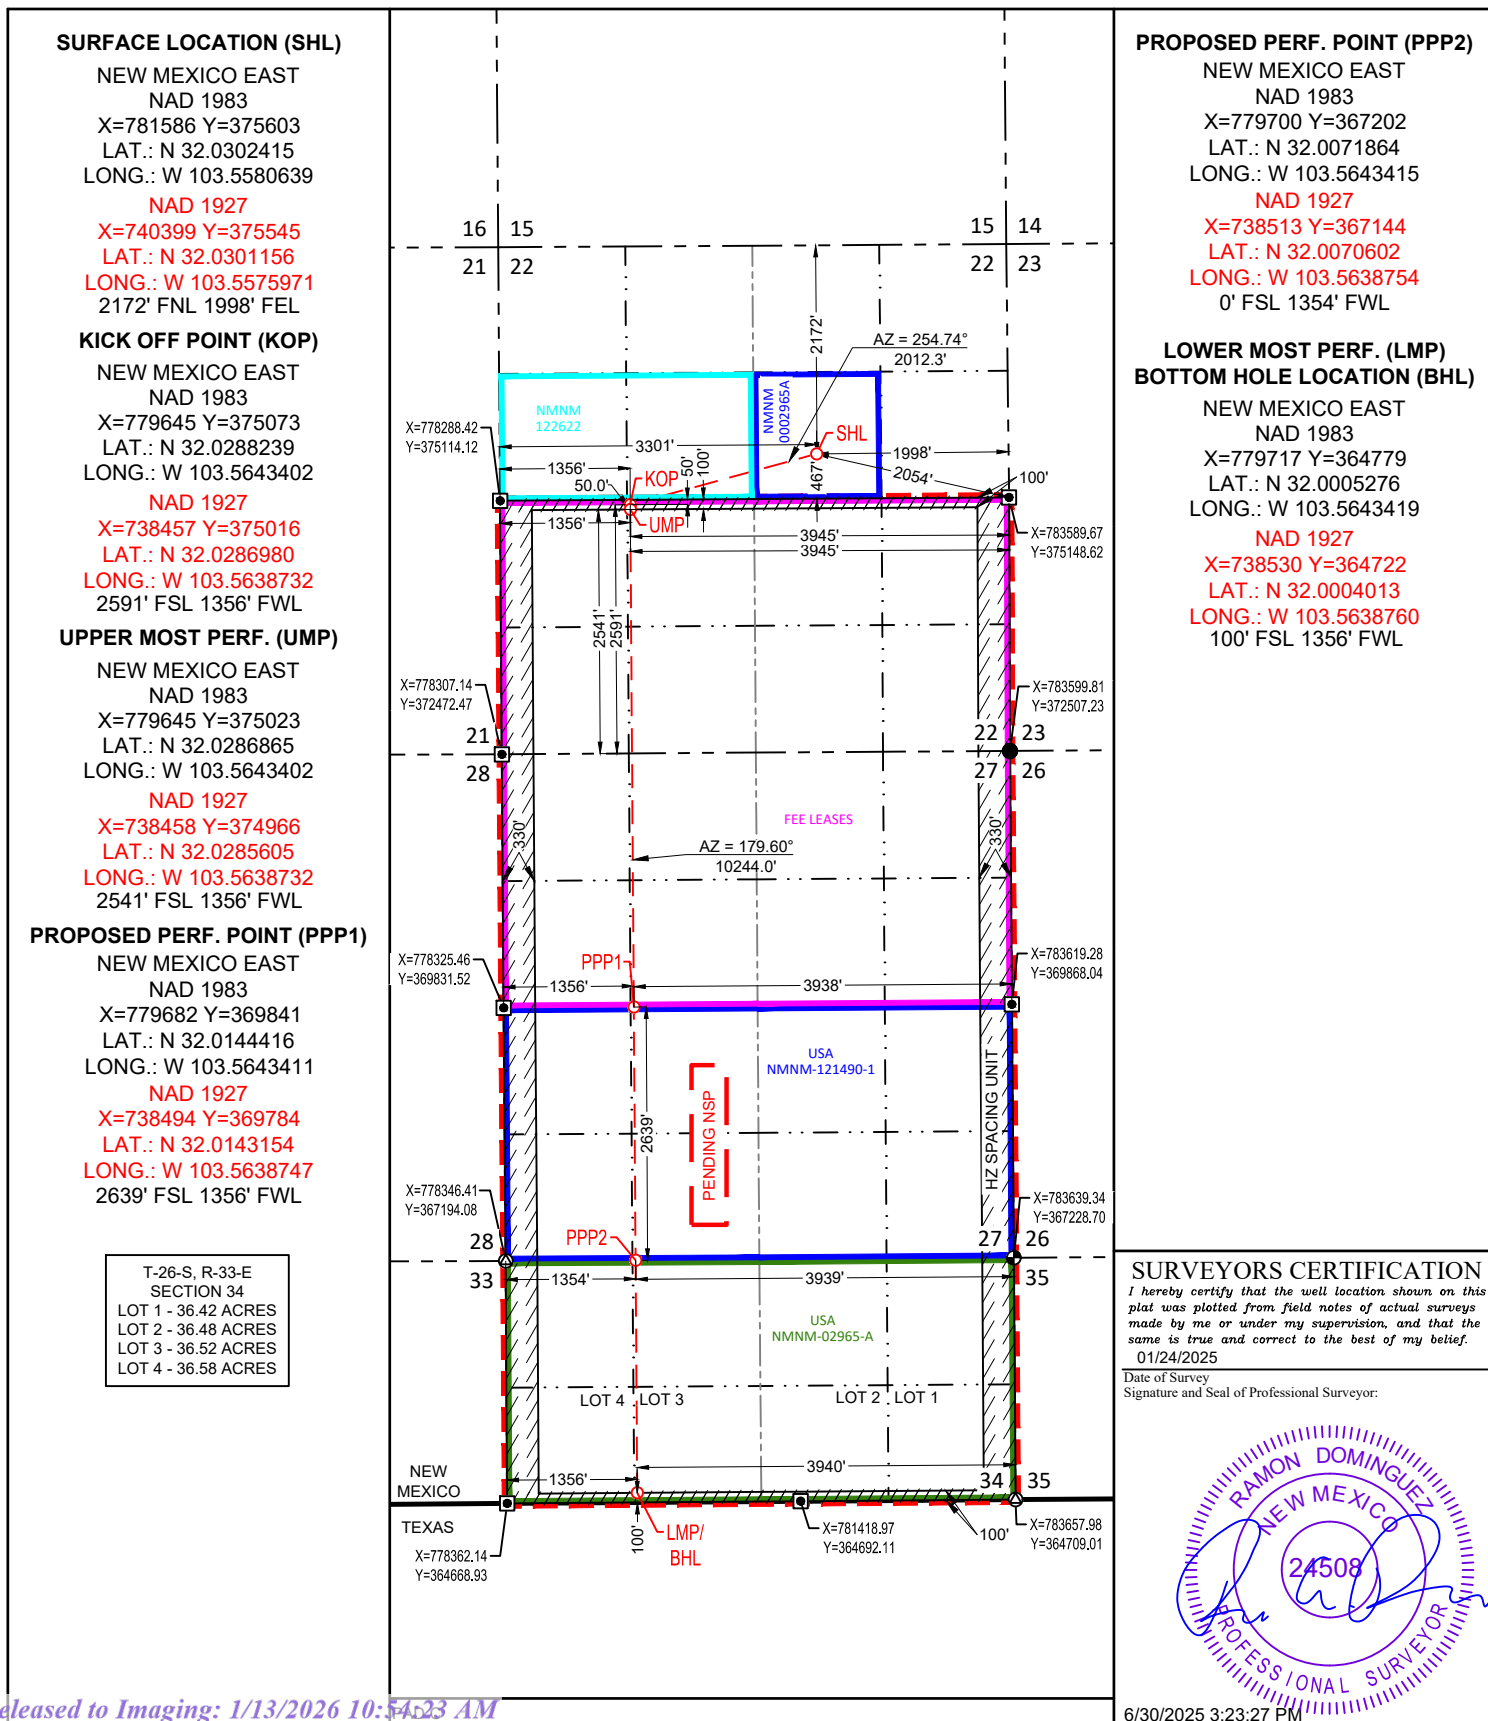 SURFACE LOCATION (SHL)
NEW MEXICO EAST
NAD 1983
X=781586 Y=375603
LAT.: N 32.0302415
LONG.: W 103.5580639
NAD 1927
X=740399 Y=375545
LAT.: N 32.0301156
LONG.: W 103.5575971
2172' FNL 1998' FEL
KICK OFF POINT (KOP)
NEW MEXICO EAST
NAD 1983
X=779645 Y=375073
LAT.: N 32.0288239
LONG.: W 103.5643402
NAD 1927
X=738457 Y=375016
LAT.: N 32.0286980
LONG.: W 103.5638732
2591' FSL 1356' FWL
UPPER MOST PERF. (UMP)
NEW MEXICO EAST
NAD 1983
X=779645 Y=375023
LAT.: N 32.0286865
LONG.: W 103.5643402
NAD 1927
X=738458 Y=374966
LAT.: N 32.0285605
LONG.: W 103.5638732
2541' FSL 1356' FWL
PROPOSED PERF. POINT (PPP1)
NEW MEXICO EAST
NAD 1983
X=779682 Y=369841
LAT.: N 32.0144416
LONG.: W 103.5643411
NAD 1927
X=738494 Y=369784
LAT.: N 32.0143154
LONG.: W 103.5638747
2639' FSL 1356' FWL
T-26-S, R-33-E
SECTION 34
LOT 1 - 36.42 ACRES
LOT 2 - 36.48 ACRES
LOT 3 - 36.52 ACRES
LOT 4 - 36.58 ACRES
16 15
15 14
21 22
22 23
2172'
AZ = 254.74°
2012.3'
NMNM
122622
NMNM
0002965A
X=778288.42
Y=375114.12
3301'
SHL
1998'
2054'
1356'
50.0'
KOP
50'
100'
467'
100'
UMP
1356'
3945'
3945'
X=783589.67
Y=375148.62
2541'
2591'
X=778307.14
Y=372472.47
X=783599.81
Y=372507.23
21
22 23
28
27 26
330'
FEE LEASES
330'
AZ = 179.60°
10244.0'
X=778325.46
Y=369831.52
PPP1
1356'
3938'
X=783619.28
Y=369868.04
USA
NMNM-121490-1
2639'
PENDING NSP
HZ SPACING UNIT
X=778346.41
Y=367194.08
X=783639.34
Y=367228.70
28
PPP2
27 26
33
1354'
3939'
35
USA
NMNM-02965-A
LOT 4 LOT 3
LOT 2 LOT 1
3940'
NEW
MEXICO
1356'
34 35
TEXAS
100'
LMP/
BHL
X=778362.14
Y=364668.93
X=781418.97
Y=364692.11
100'
X=783657.98
Y=364709.01
PROPOSED PERF. POINT (PPP2)
NEW MEXICO EAST
NAD 1983
X=779700 Y=367202
LAT.: N 32.0071864
LONG.: W 103.5643415
NAD 1927
X=738513 Y=367144
LAT.: N 32.0070602
LONG.: W 103.5638754
0' FSL 1354' FWL
LOWER MOST PERF. (LMP)
BOTTOM HOLE LOCATION (BHL)
NEW MEXICO EAST
NAD 1983
X=779717 Y=364779
LAT.: N 32.0005276
LONG.: W 103.5643419
NAD 1927
X=738530 Y=364722
LAT.: N 32.0004013
LONG.: W 103.5638760
100' FSL 1356' FWL
SURVEYORS CERTIFICATION
I hereby certify that the well location shown on this
plat was plotted from field notes of actual surveys
made by me or under my supervision, and that the
same is true and correct to the best of my belief.
01/24/2025
Date of Survey
Signature and Seal of Professional Surveyor:
RAMON DOMINGUEZ
NEW MEXICO
24508
PROFESSIONAL SURVEYOR
6/30/2025 3:23:27 PM
eleased to Imaging: 1/13/2026 10:54:23 AM